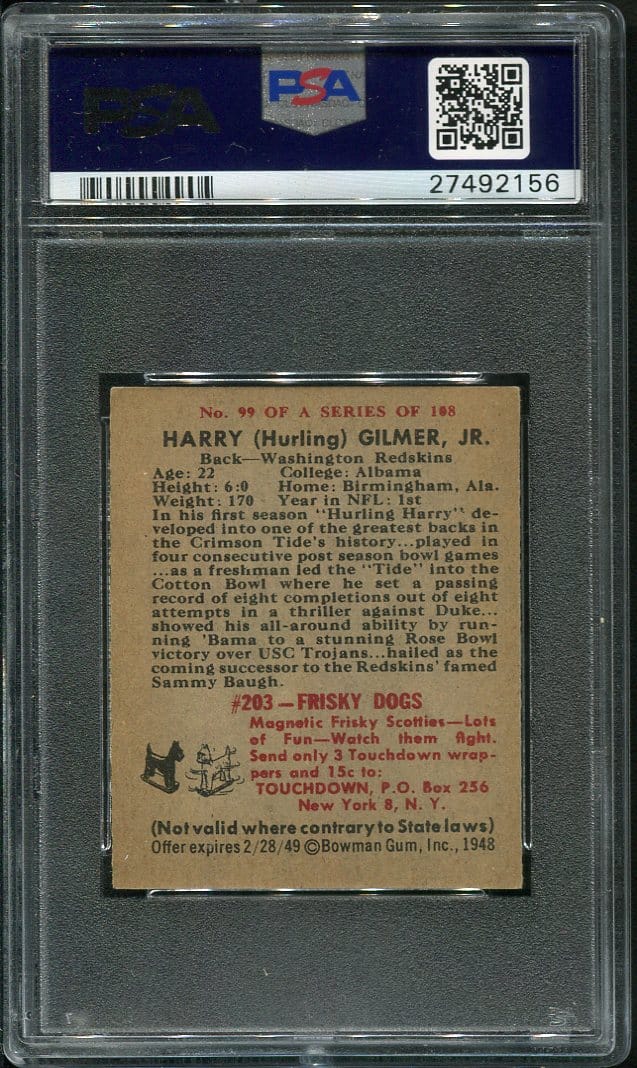 PSA
PSA
27492156
No. 99 OF A SERIES OF 108
HARRY (Hurling) GILMER, JR.
Back—Washington Redskins
Age: 22 College: Albama
Height: 6:0 Home: Birmingham, Ala.
Weight: 170 Year in NFL: 1st
In his first season "Hurling Harry" de-
veloped into one of the greatest backs in
the Crimson Tide's history...played in
four consecutive post season bowl games
...as a freshman led the "Tide" into the
Cotton Bowl where he set a passing
record of eight completions out of eight
attempts in a thriller against Duke...
showed his all-around ability by run-
ning 'Bama to a stunning Rose Bowl
victory over USC Trojans...hailed as the
coming successor to the Redskins' famed
Sammy Baugh.
#203—FRISKY DOGS
Magnetic Frisky Scotties—Lots
of Fun—Watch them fight.
Send only 3 Touchdown wrap-
pers and 15c to:
TOUCHDOWN, P.O. Box 256
New York 8, N. Y.
(Not valid where contrary to State laws)
Offer expires 2/28/49 ©Bowman Gum, Inc., 1948